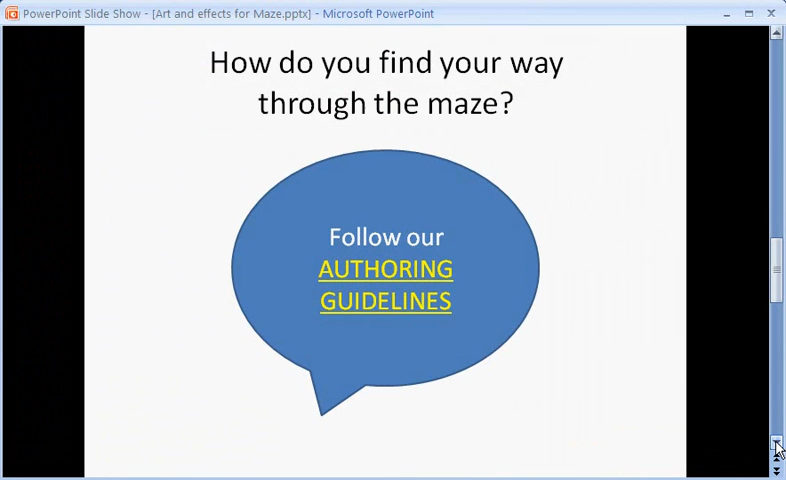 PowerPoint Slide Show - [Art and effects for Maze.pptx] - Microsoft PowerPoint
How do you find your way
through the maze?
Follow our
AUTHORING
GUIDELINES